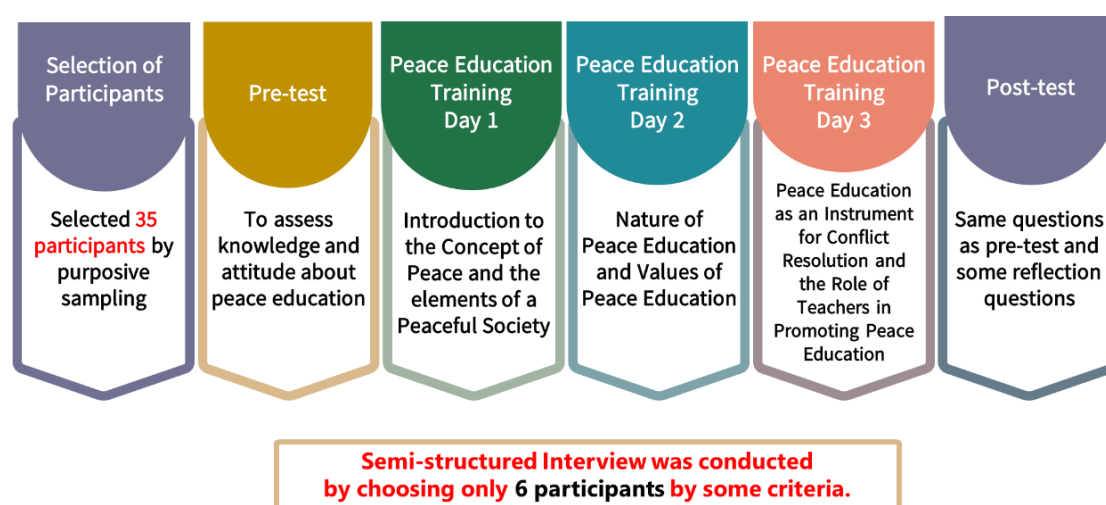 Selection of
Participants
Pre-test
Peace Education
Training
Day 1
Peace Education
Training
Day 2
Peace Education
Training
Day 3
Post-test
Selected 35
participants by
purposive
sampling
To assess
knowledge and
attitude about
peace education
Introduction to
the Concept of
Peace and the
elements of a
Peaceful Society
Nature of
Peace Education
and Values of
Peace Education
Peace Education
as an Instrument
for Conflict
Resolution and
the Role of
Teachers in
Promoting Peace
Education
Same questions
as pre-test and
some reflection
questions
Semi-structured Interview was conducted
by choosing only 6 participants by some criteria.